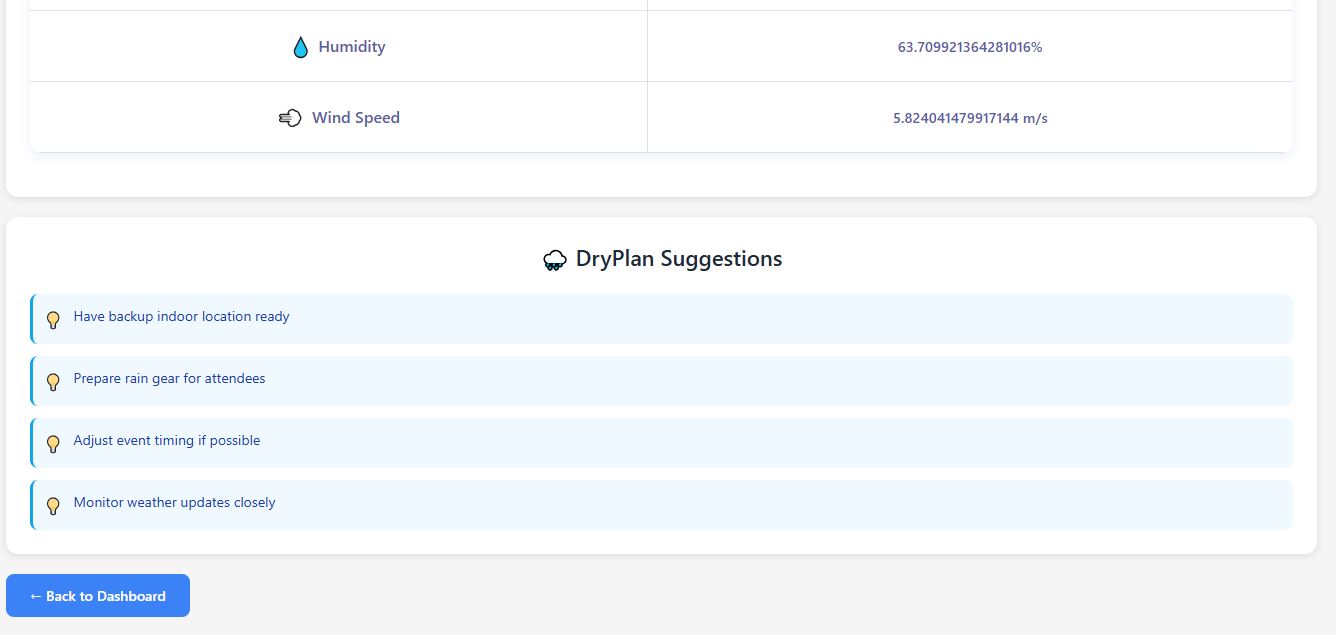 Humidity 63.709921364281016%
Wind Speed 5.824041479917144 m/s
DryPlan Suggestions
Have backup indoor location ready
Prepare rain gear for attendees
Adjust event timing if possible
Monitor weather updates closely
← Back to Dashboard